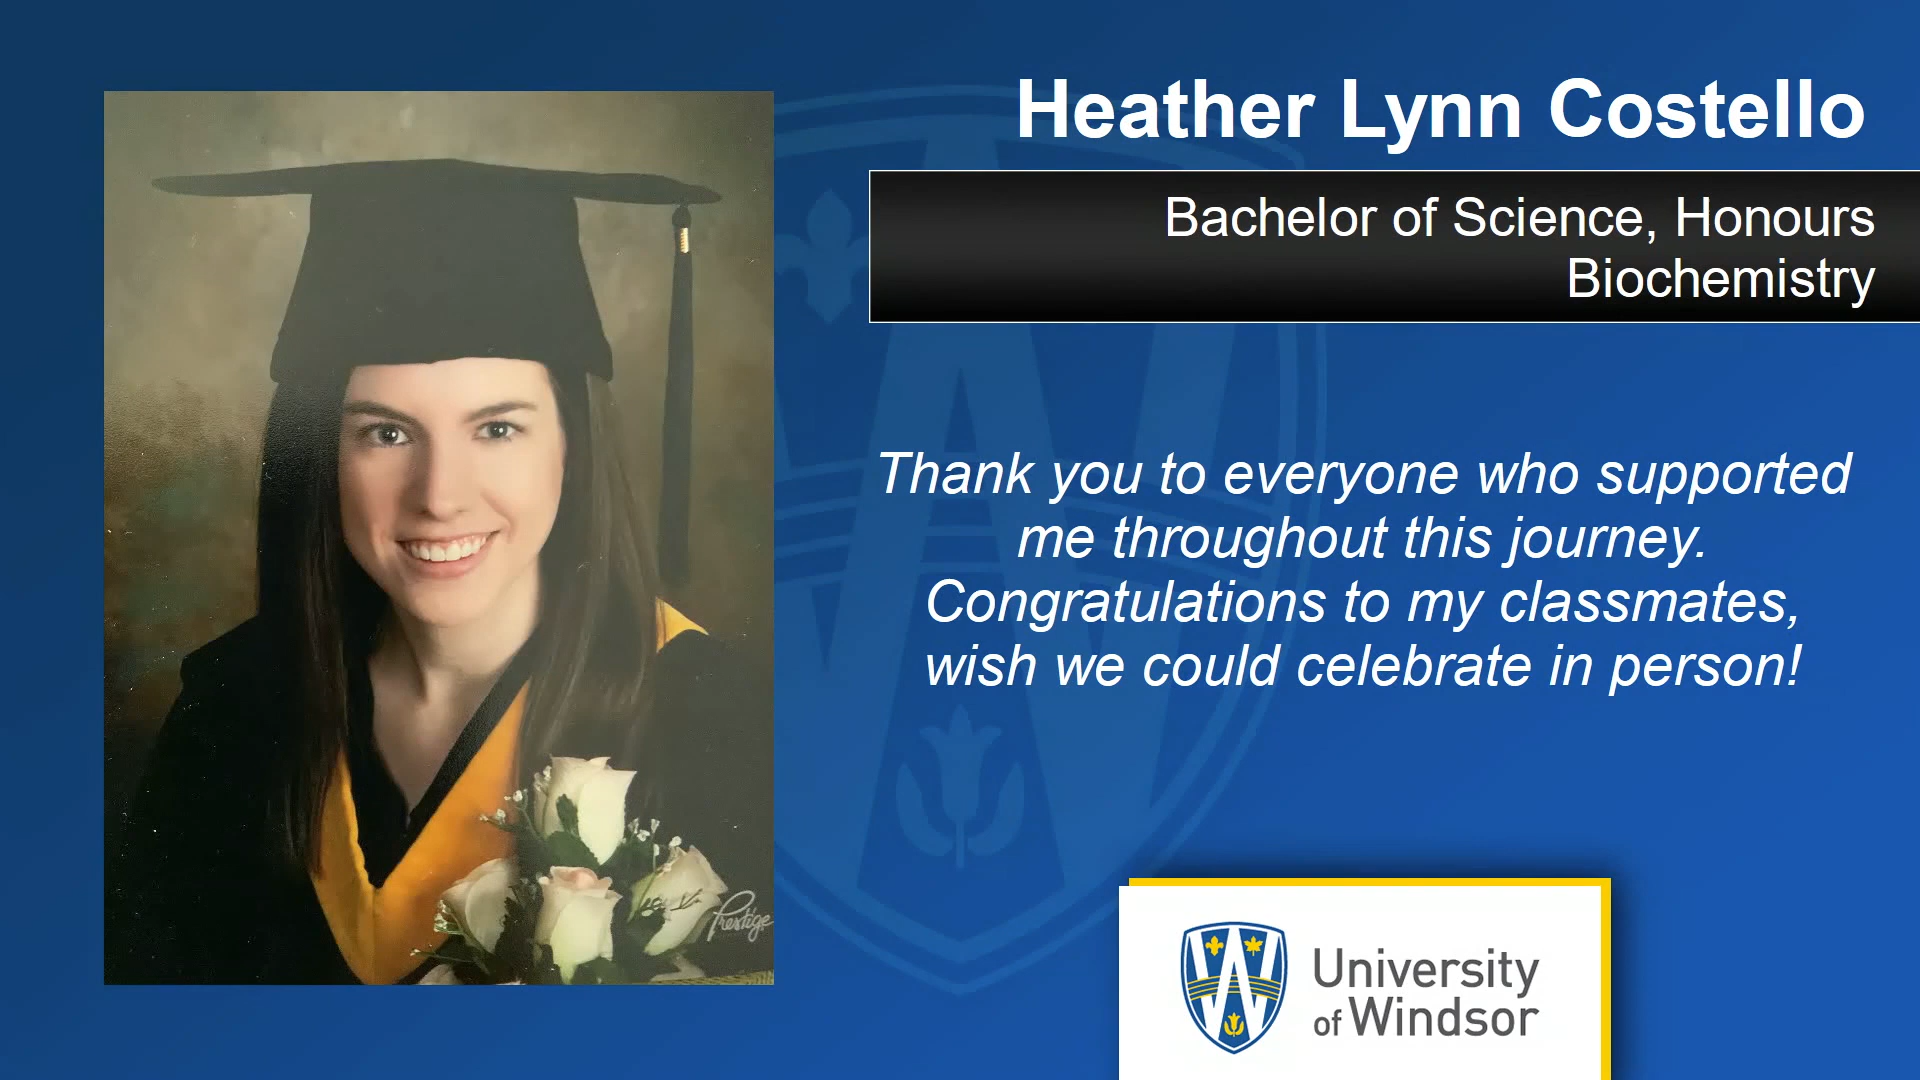 Heather Lynn Costello
Bachelor of Science, Honours
Biochemistry
Thank you to everyone who supported
me throughout this journey.
Congratulations to my classmates,
wish we could celebrate in person!
Prestige
University
of Windsor